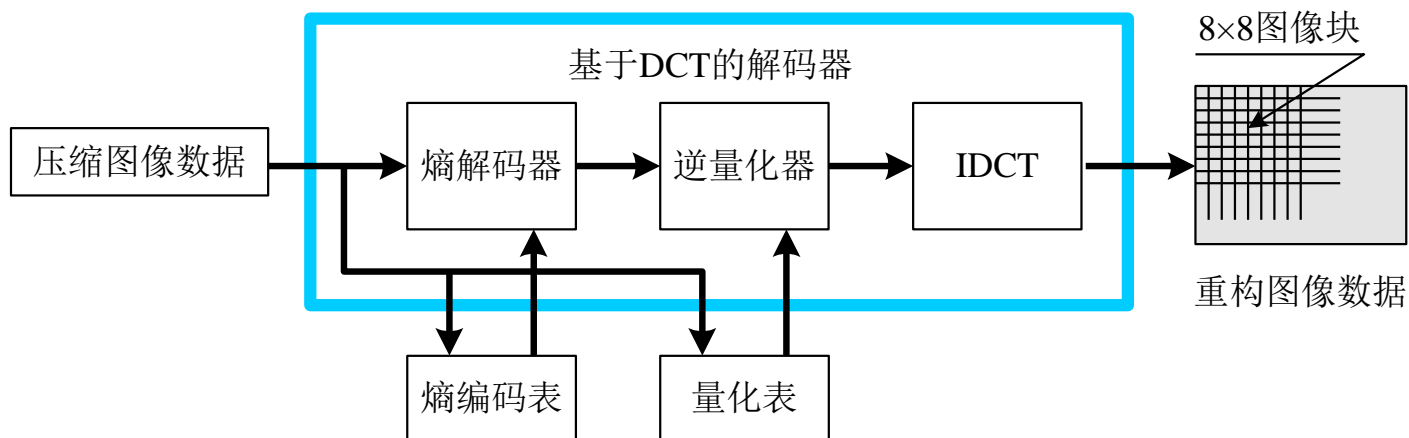 8×8图像块
基于DCT的解码器
压缩图像数据
熵解码器
逆量化器
IDCT
重构图像数据
熵编码表
量化表